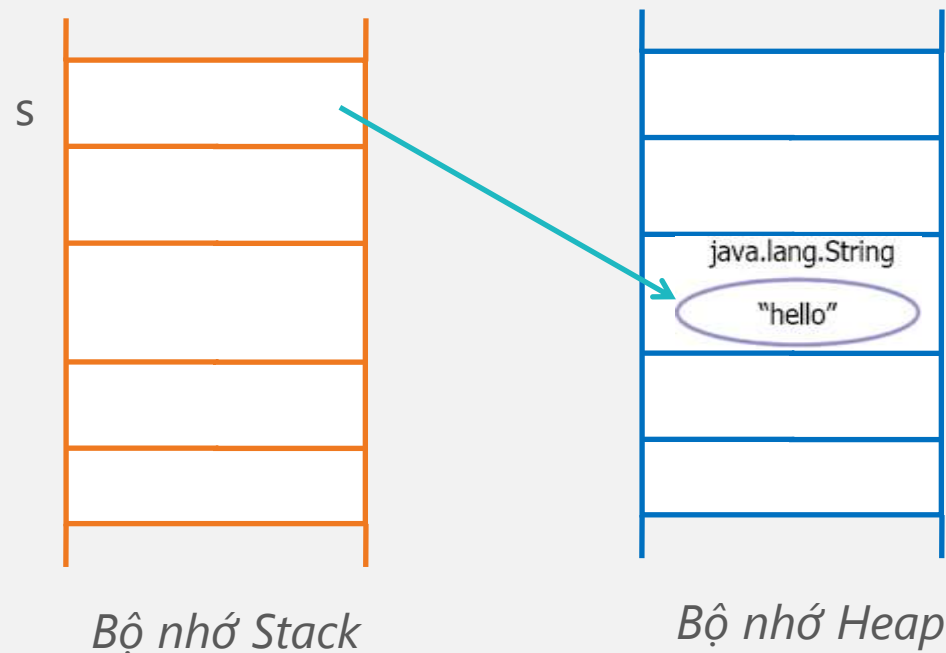 s
java.lang.String
“hello”
Bộ nhớ Stack
Bộ nhớ Heap